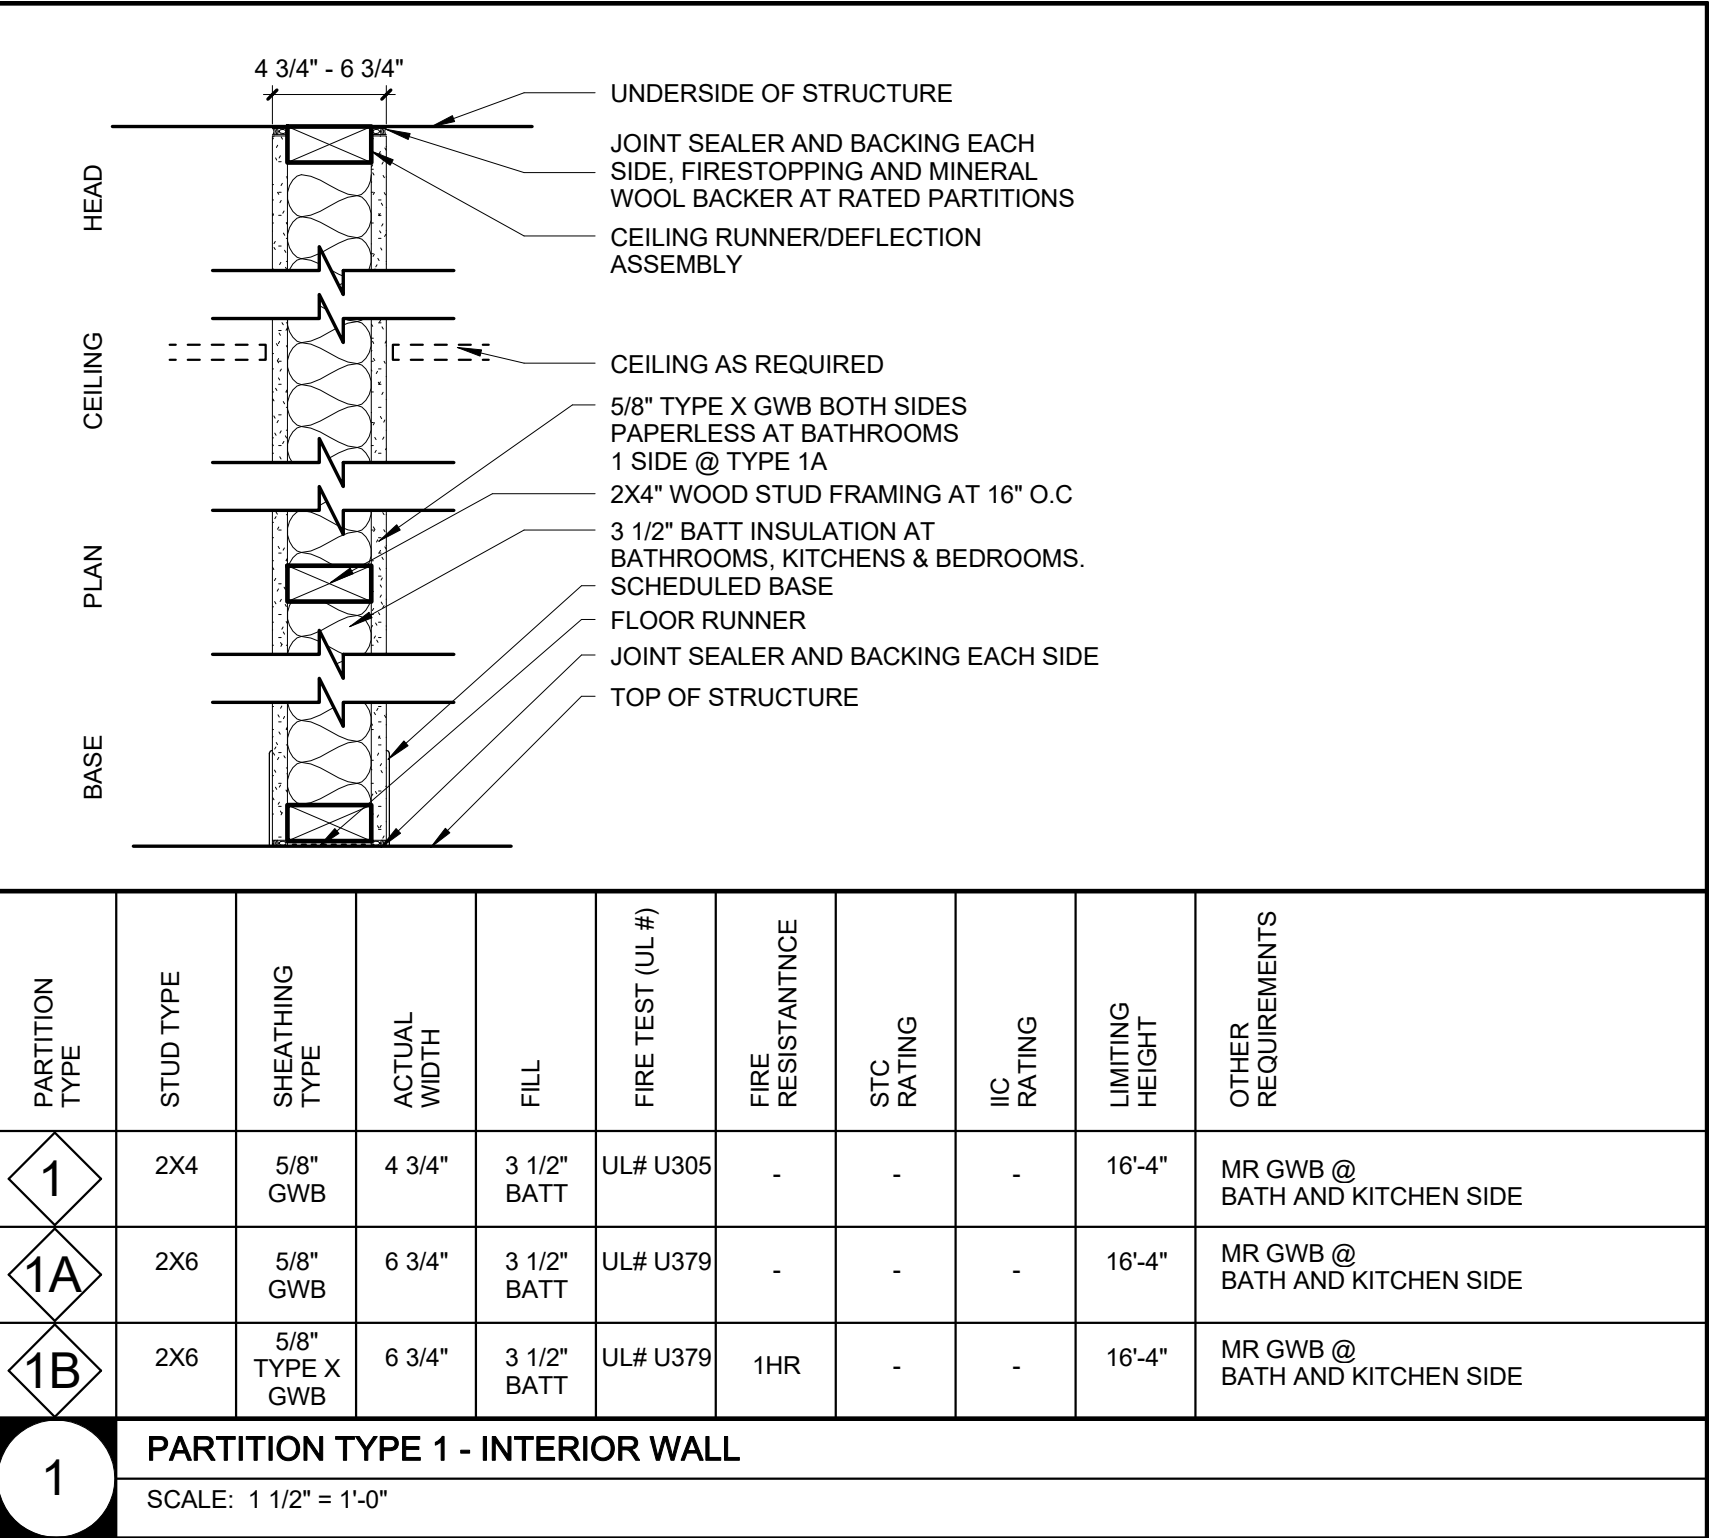 4 3/4" - 6 3/4"
UNDERSIDE OF STRUCTURE
JOINT SEALER AND BACKING EACH
SIDE, FIRESTOPPING AND MINERAL
WOOL BACKER AT RATED PARTITIONS
CEILING RUNNER/DEFLECTION
ASSEMBLY
CEILING AS REQUIRED
5/8" TYPE X GWB BOTH SIDES
PAPERLESS AT BATHROOMS
1 SIDE @ TYPE 1A
2X4" WOOD STUD FRAMING AT 16" O.C
3 1/2" BATT INSULATION AT
BATHROOMS, KITCHENS & BEDROOMS.
SCHEDULED BASE
FLOOR RUNNER
JOINT SEALER AND BACKING EACH SIDE
TOP OF STRUCTURE
HEAD
CEILING
PLAN
BASE
PARTITION
TYPE
STUD TYPE
SHEATHING
TYPE
ACTUAL
WIDTH
FILL
FIRE TEST (UL #)
FIRE
RESISTANTNCE
STC
RATING
IIC
RATING
LIMITING
HEIGHT
OTHER
REQUIREMENTS
1
2X4
5/8"
GWB
4 3/4"
3 1/2"
BATT
UL# U305
-
-
-
16'-4"
MR GWB @
BATH AND KITCHEN SIDE
1A
2X6
5/8"
GWB
6 3/4"
3 1/2"
BATT
UL# U379
-
-
-
16'-4"
MR GWB @
BATH AND KITCHEN SIDE
1B
2X6
5/8"
TYPE X
GWB
6 3/4"
3 1/2"
BATT
UL# U379
1HR
-
-
16'-4"
MR GWB @
BATH AND KITCHEN SIDE
1
PARTITION TYPE 1 - INTERIOR WALL
SCALE: 1 1/2" = 1'-0"